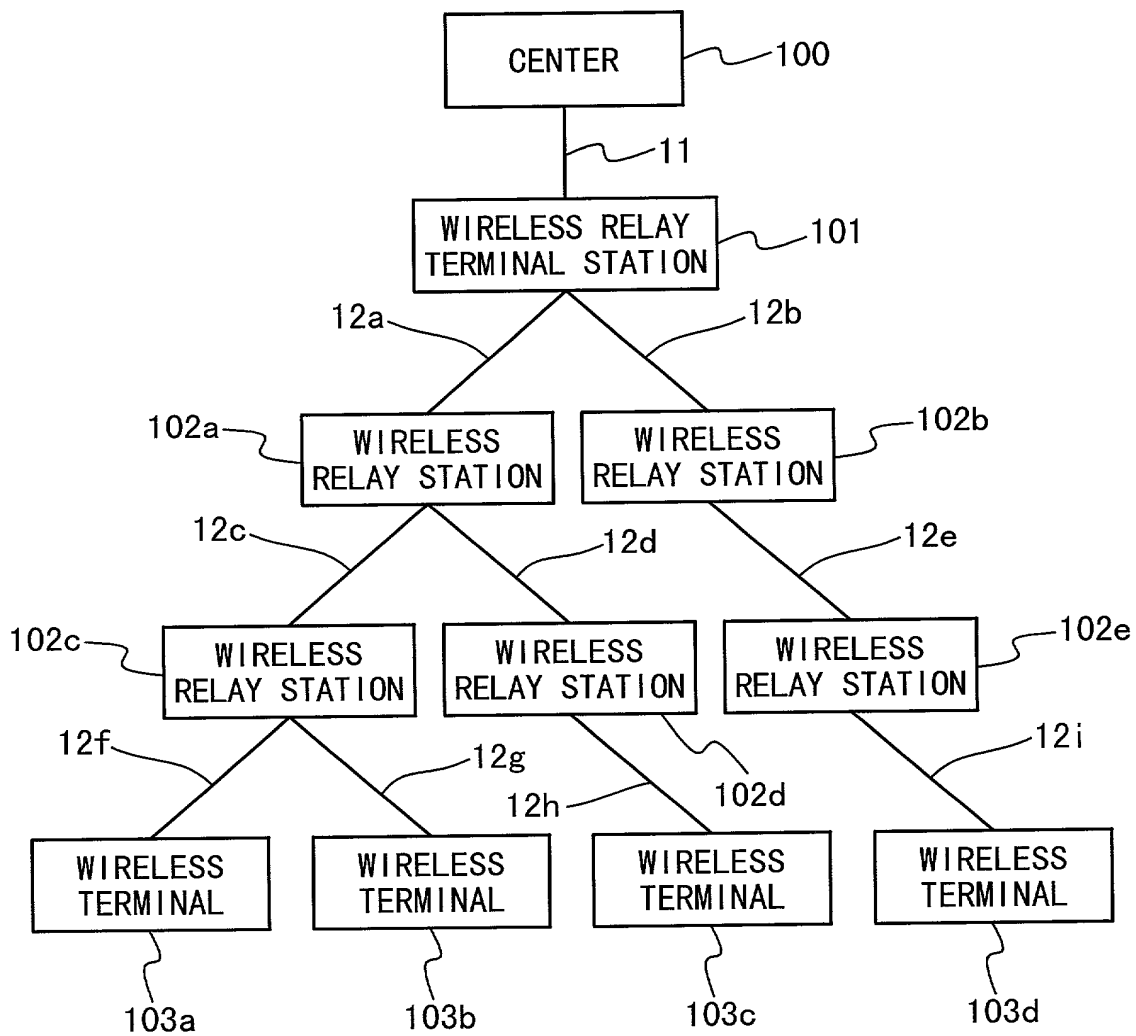 CENTER
100
11
WIRELESS RELAY
TERMINAL STATION
101
12a
12b
102a
WIRELESS
RELAY STATION
WIRELESS
RELAY STATION
102b
12c
12d
12e
102c
WIRELESS
RELAY STATION
WIRELESS
RELAY STATION
WIRELESS
RELAY STATION
102e
12f
12g
12h
102d
12i
WIRELESS
TERMINAL
WIRELESS
TERMINAL
WIRELESS
TERMINAL
WIRELESS
TERMINAL
103a
103b
103c
103d